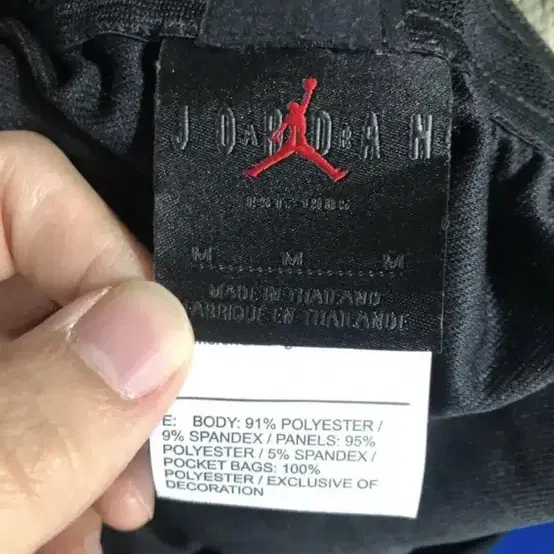 JORDAN
AIR
M M M
MADE IN THAILAND
FABRIQUE EN THAILANDE
E: BODY: 91% POLYESTER /
9% SPANDEX / PANELS: 95%
POLYESTER / 5% SPANDEX /
POCKET BAGS: 100%
POLYESTER / EXCLUSIVE OF
DECORATION